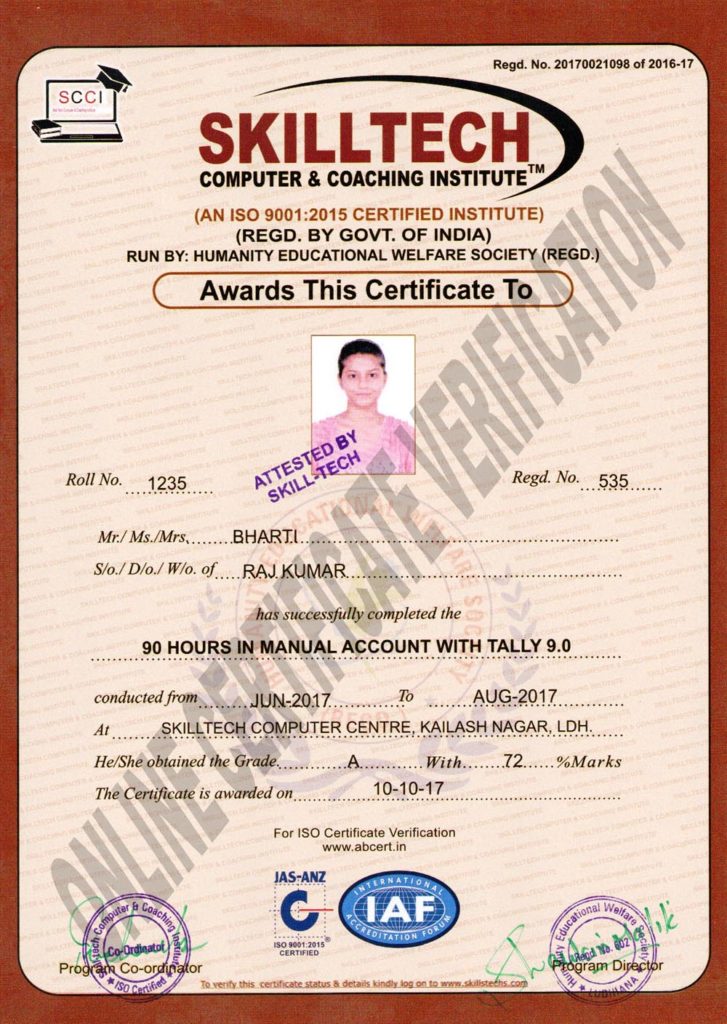 Regd. No. 20170021098 of 2016-17
SCCI
SKILLTECH
COMPUTER & COACHING INSTITUTE™
(AN ISO 9001:2015 CERTIFIED INSTITUTE)
(REGD. BY GOVT. OF INDIA)
RUN BY: HUMANITY EDUCATIONAL WELFARE SOCIETY (REGD.)
Awards This Certificate To
ATTESTED BY
SKILL-TECH
Roll No. 1235
Regd. No. 535
Mr./ Ms./Mrs. BHARTI
S/o./ D/o./ W/o. of RAJ KUMAR
has successfully completed the
90 HOURS IN MANUAL ACCOUNT WITH TALLY 9.0
conducted from JUN-2017 To AUG-2017
At SKILLTECH COMPUTER CENTRE, KAILASH NAGAR, LDH.
He/She obtained the Grade A With 72 %Marks
The Certificate is awarded on 10-10-17
ONLINE CERTIFICATE VERIFICATION
For ISO Certificate Verification
www.abcert.in
JAS-ANZ
ISO 9001:2015
CERTIFIED
INTERNATIONAL
IAF
ACCREDITATION FORUM
Skilltech Computer & Coaching Institute
Co-Ordinator
ISO Certified
Program Co-ordinator
Humanity Educational Welfare Society
Regd. No. 802
LUDHIANA
Program Director
To verify this certificate status & details kindly log on to www.skilltechs.com